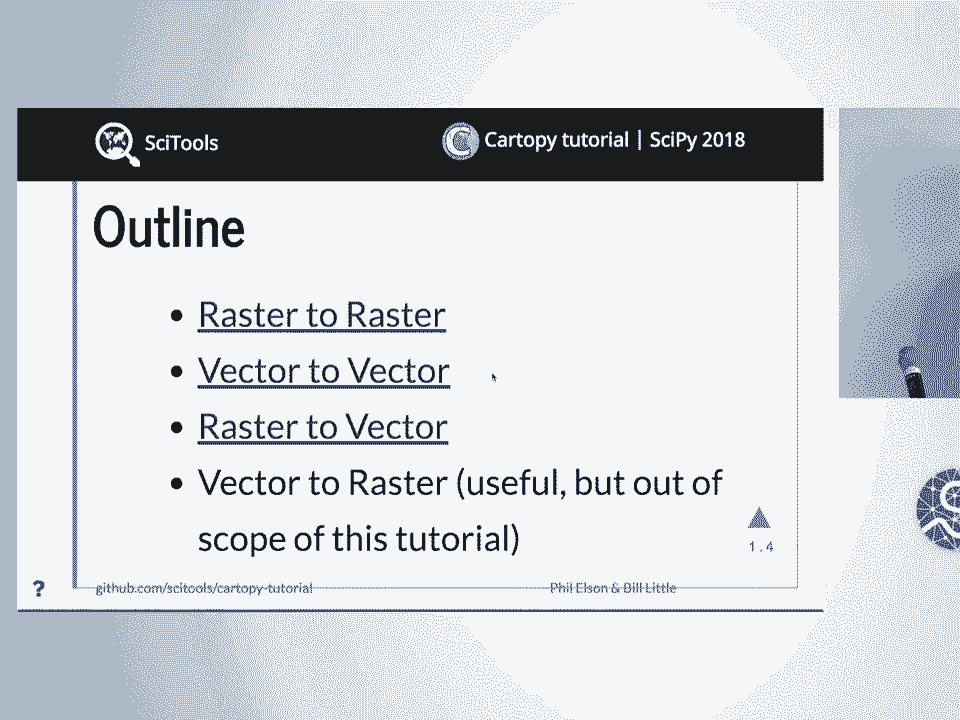 SciTools
Cartopy tutorial | SciPy 2018
Outline
Raster to Raster
Vector to Vector
Raster to Vector
Vector to Raster (useful, but out of
scope of this tutorial)
1.4
?
github.com/scitools/cartopy-tutorial
Phil Elson & Bill Little